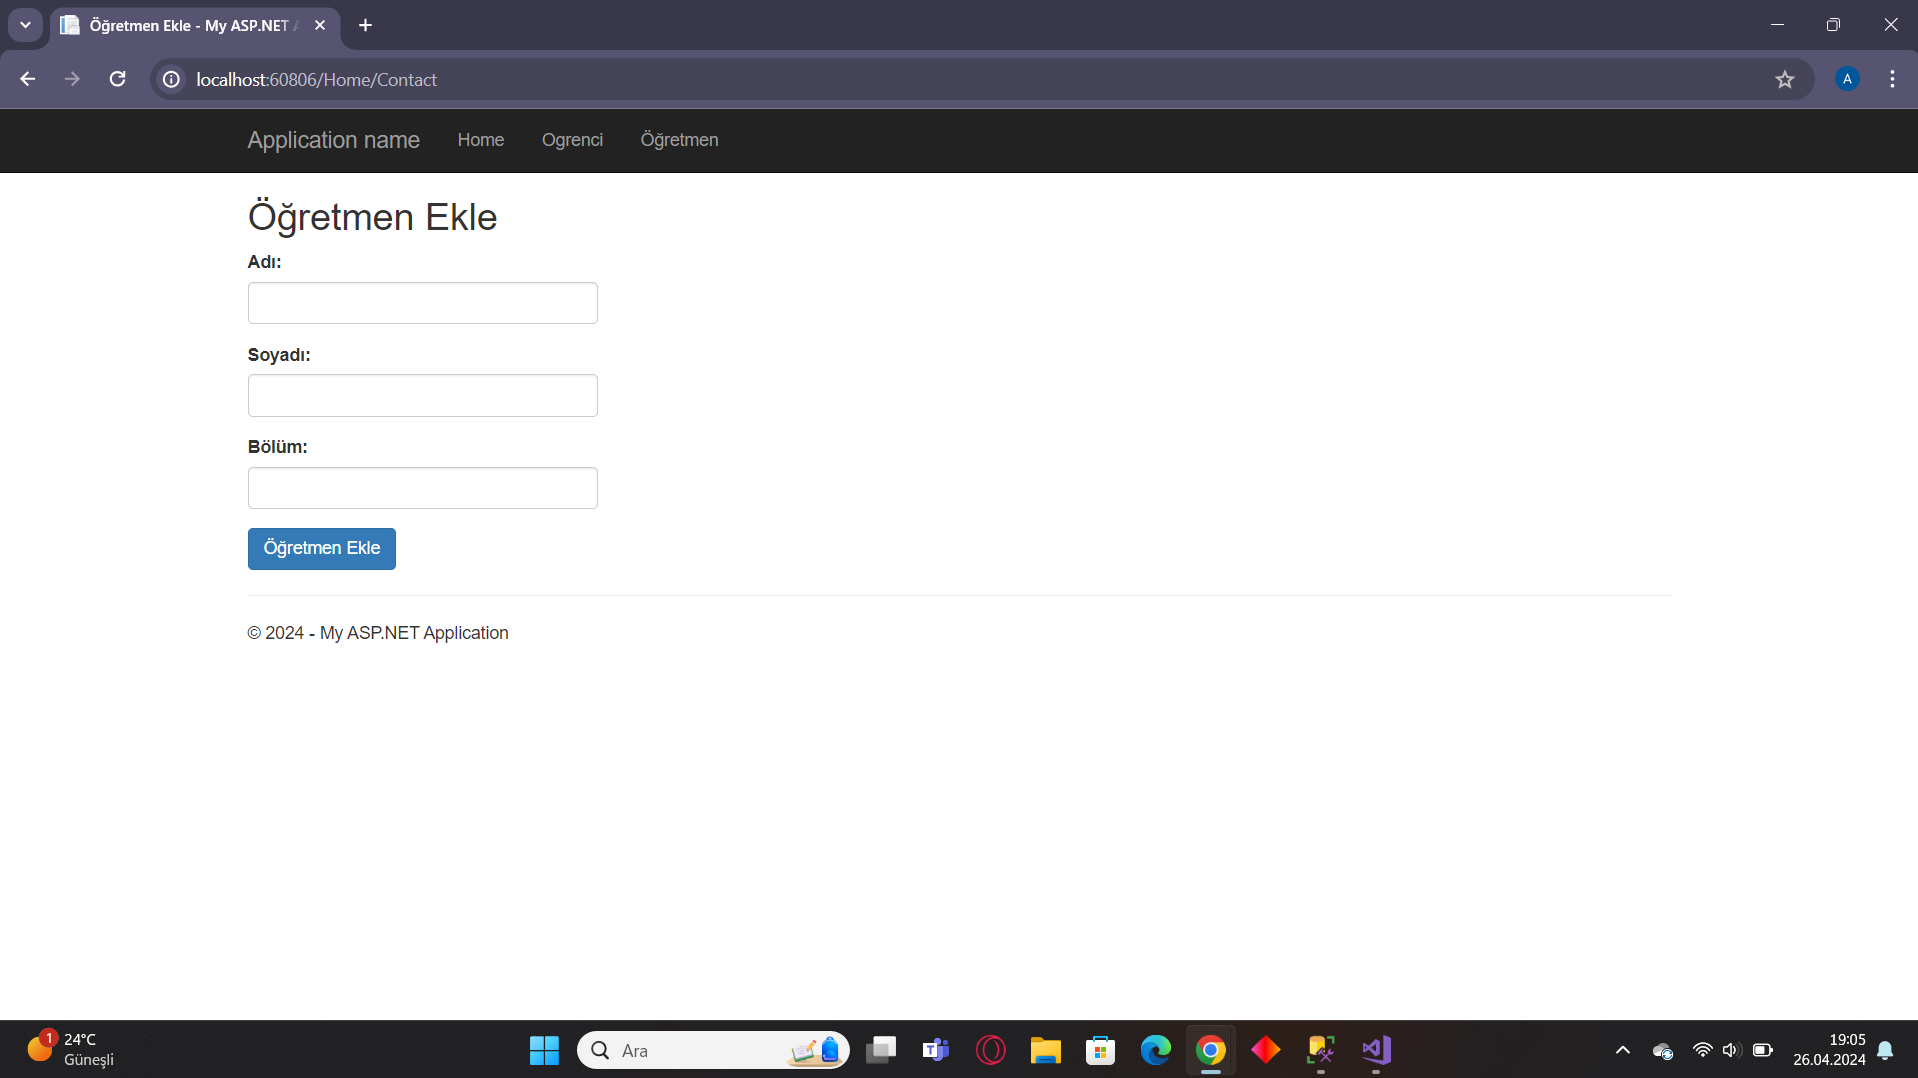 Öğretmen Ekle - My ASP.NET
localhost:60806/Home/Contact
A
Application name
Home
Ogrenci
Öğretmen
Öğretmen Ekle
Adı:
Soyadı:
Bölüm:
Öğretmen Ekle
© 2024 - My ASP.NET Application
1
24°C
Güneşli
Ara
19:05
26.04.2024